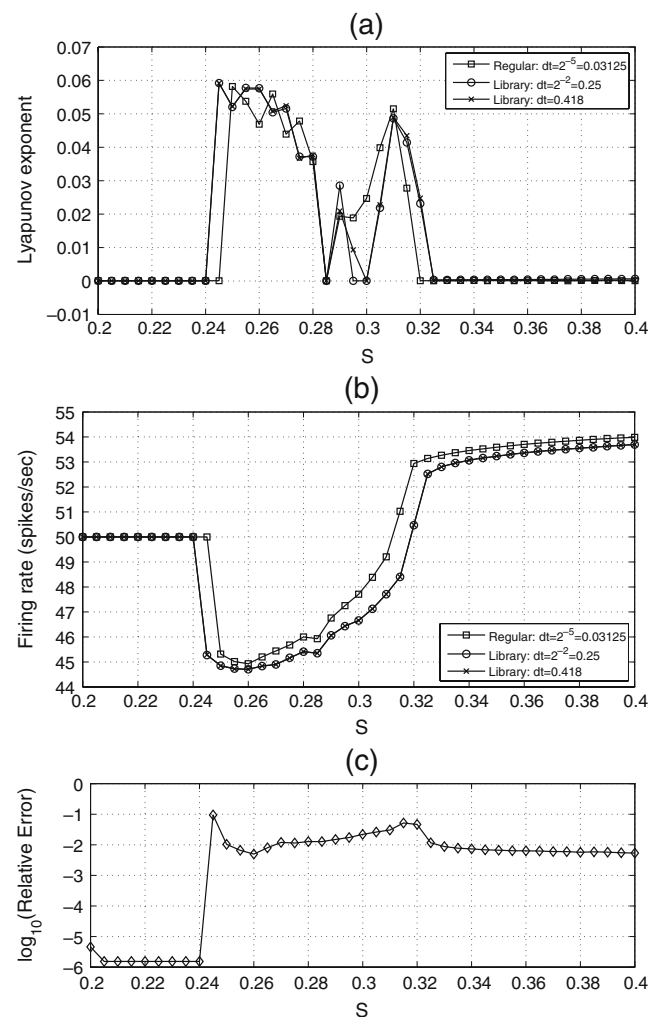 (a)
Lyapunov exponent
0.07
0.06
0.05
0.04
0.03
0.02
0.01
0
−0.01
Regular: dt=2⁻⁵=0.03125
Library: dt=2⁻²=0.25
Library: dt=0.418
0.2 0.22 0.24 0.26 0.28 0.3 0.32 0.34 0.36 0.38 0.4
S
(b)
Firing rate (spikes/sec)
55
54
53
52
51
50
49
48
47
46
45
44
Regular: dt=2⁻⁵=0.03125
Library: dt=2⁻²=0.25
Library: dt=0.418
0.2 0.22 0.24 0.26 0.28 0.3 0.32 0.34 0.36 0.38 0.4
S
(c)
log₁₀(Relative Error)
0
−1
−2
−3
−4
−5
−6
0.2 0.22 0.24 0.26 0.28 0.3 0.32 0.34 0.36 0.38 0.4
S